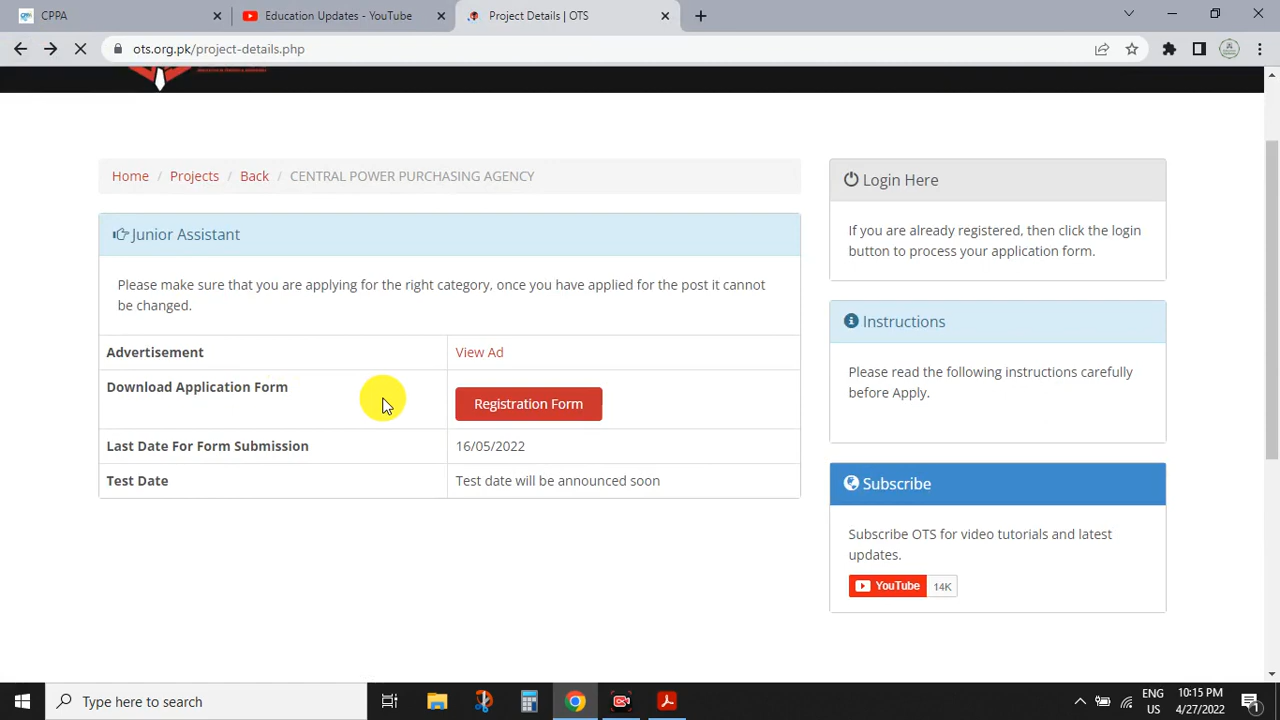 CPPA
Education Updates - YouTube
Project Details | OTS
ots.org.pk/project-details.php
Home / Projects / Back / CENTRAL POWER PURCHASING AGENCY
Junior Assistant
Please make sure that you are applying for the right category, once you have applied for the post it cannot
be changed.
Advertisement View Ad
Download Application Form Registration Form
Last Date For Form Submission 16/05/2022
Test Date Test date will be announced soon
Login Here
If you are already registered, then click the login
button to process your application form.
Instructions
Please read the following instructions carefully
before Apply.
Subscribe
Subscribe OTS for video tutorials and latest
updates.
YouTube 14K
Type here to search
ENG
US
10:15 PM
4/27/2022
1